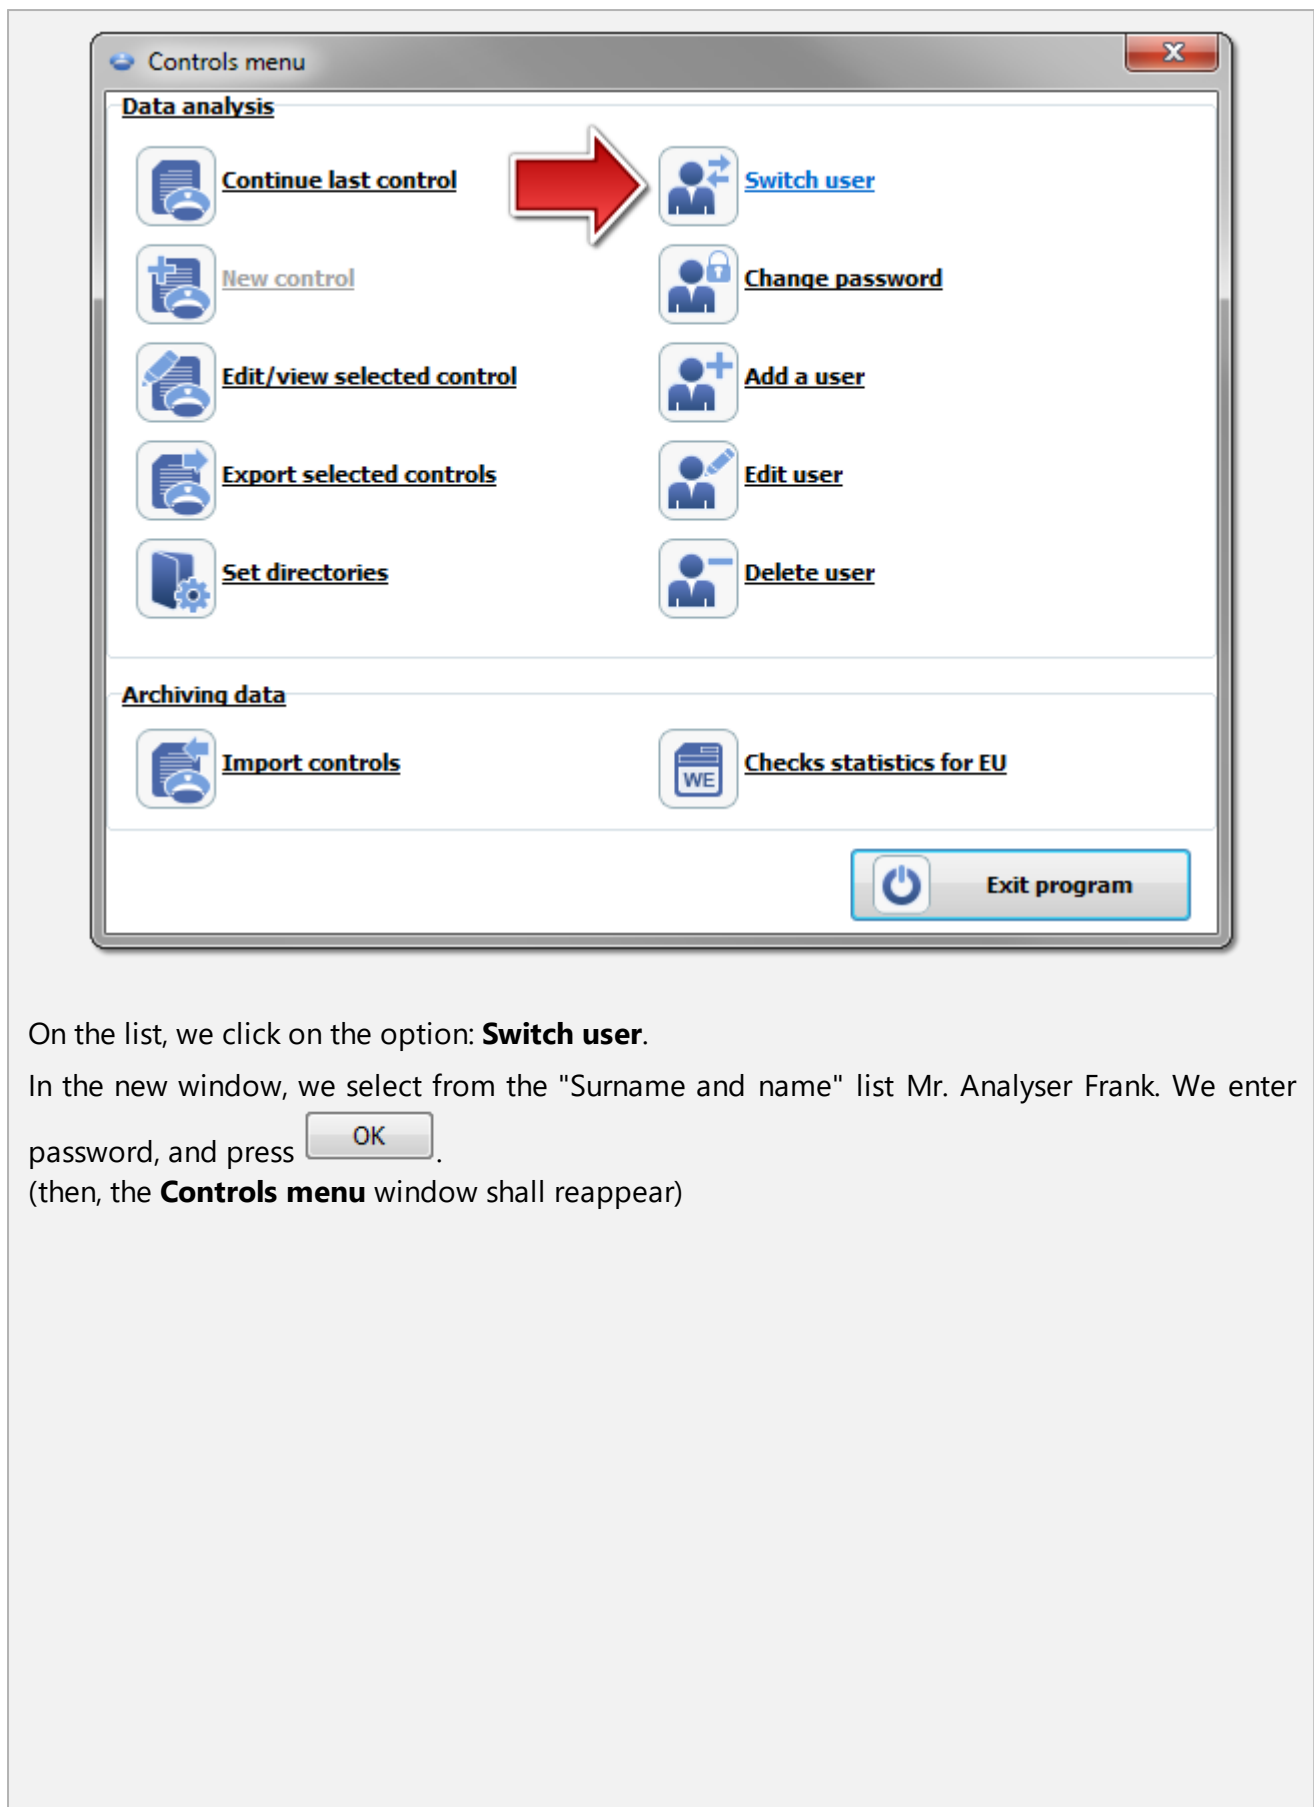 Controls menu
Data analysis
Continue last control
Switch user
New control
Change password
Edit/view selected control
Add a user
Export selected controls
Edit user
Set directories
Delete user
Archiving data
Import controls
WE
Checks statistics for EU
Exit program
On the list, we click on the option: Switch user.
In the new window, we select from the "Surname and name" list Mr. Analyser Frank. We enter
password, and press OK.
(then, the Controls menu window shall reappear)